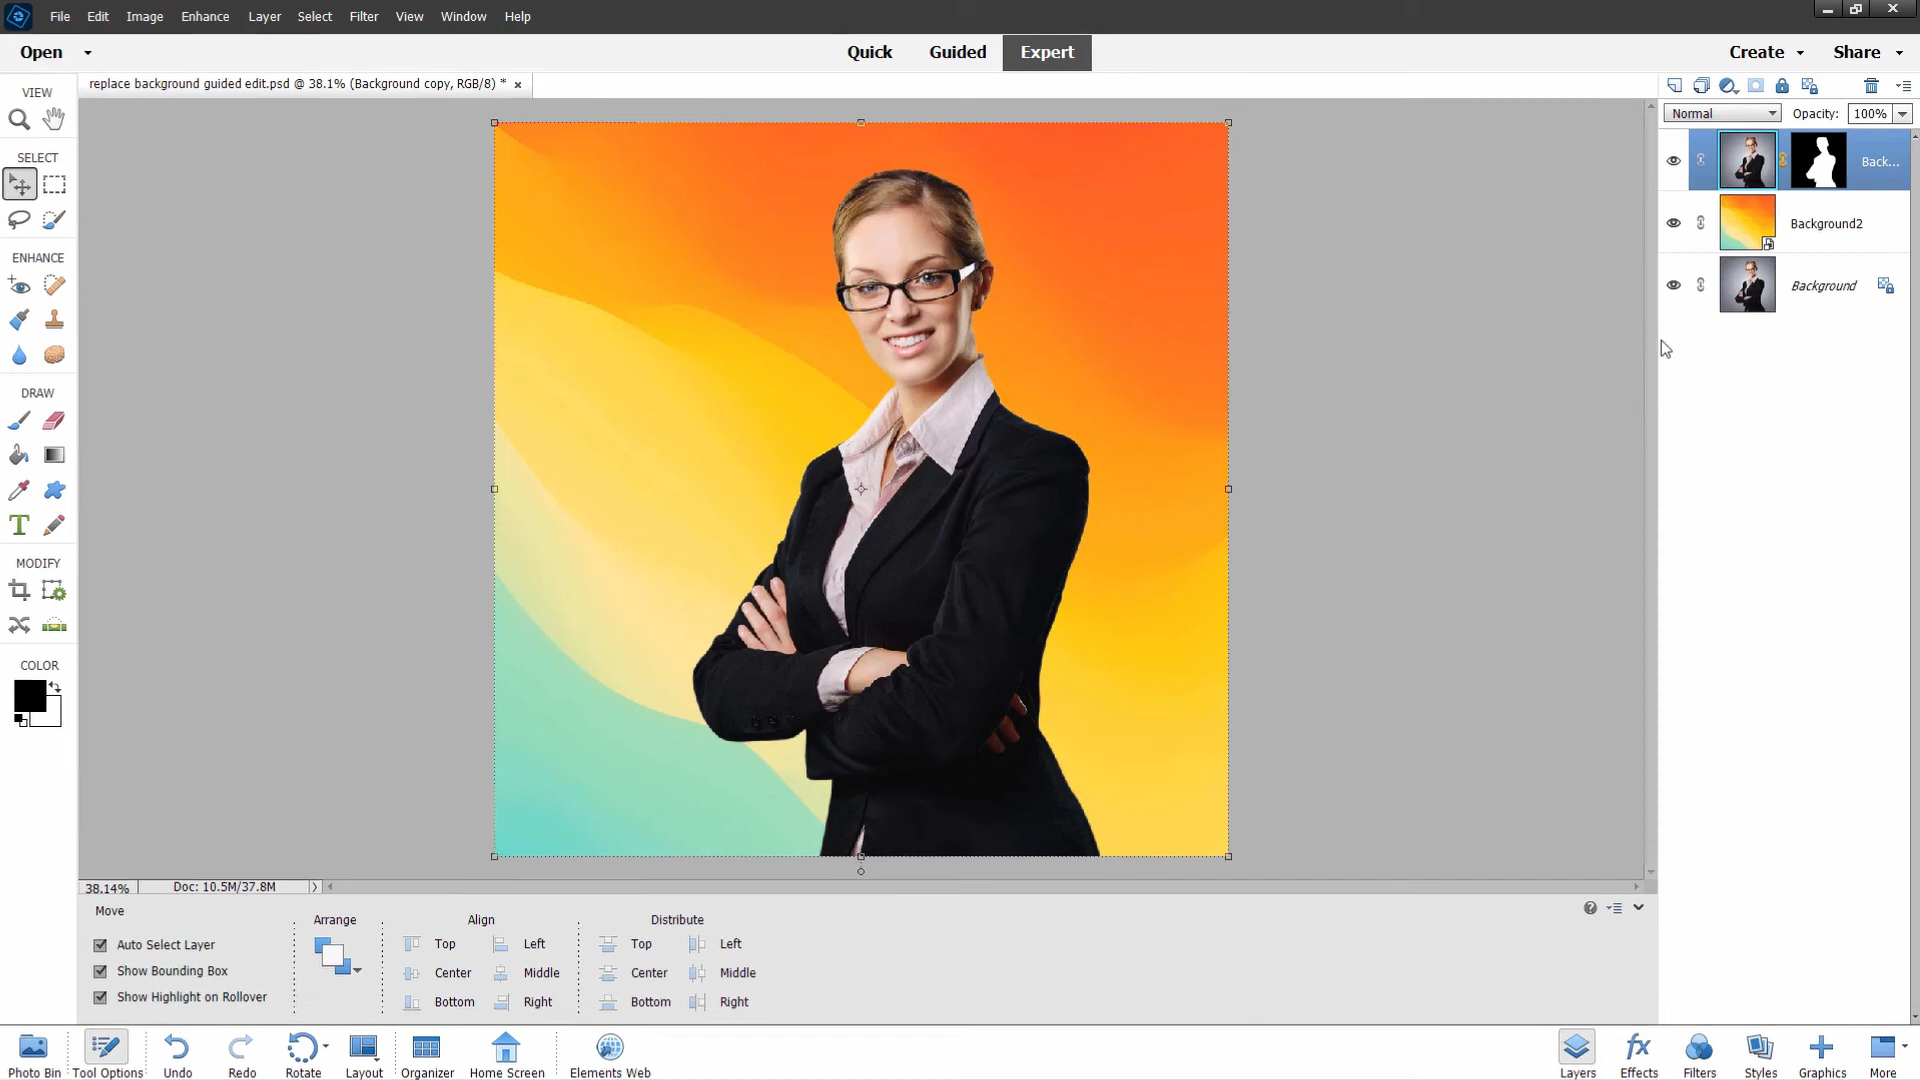 File Edit Image Enhance Layer Select Filter View Window Help
Open Quick Guided Expert Create Share
replace background guided edit.psd @ 38.1% (Background copy, RGB/8) * ×
VIEW
SELECT
ENHANCE
DRAW
MODIFY
COLOR
Normal Opacity: 100%
Back...
Background2
Background
38.14% Doc: 10.5M/37.8M
Move
Auto Select Layer
Show Bounding Box
Show Highlight on Rollover
Arrange
Align
Top Left
Center Middle
Bottom Right
Distribute
Top Left
Center Middle
Bottom Right
Photo Bin Tool Options Undo Redo Rotate Layout Organizer Home Screen Elements Web Layers Effects Filters Styles Graphics More